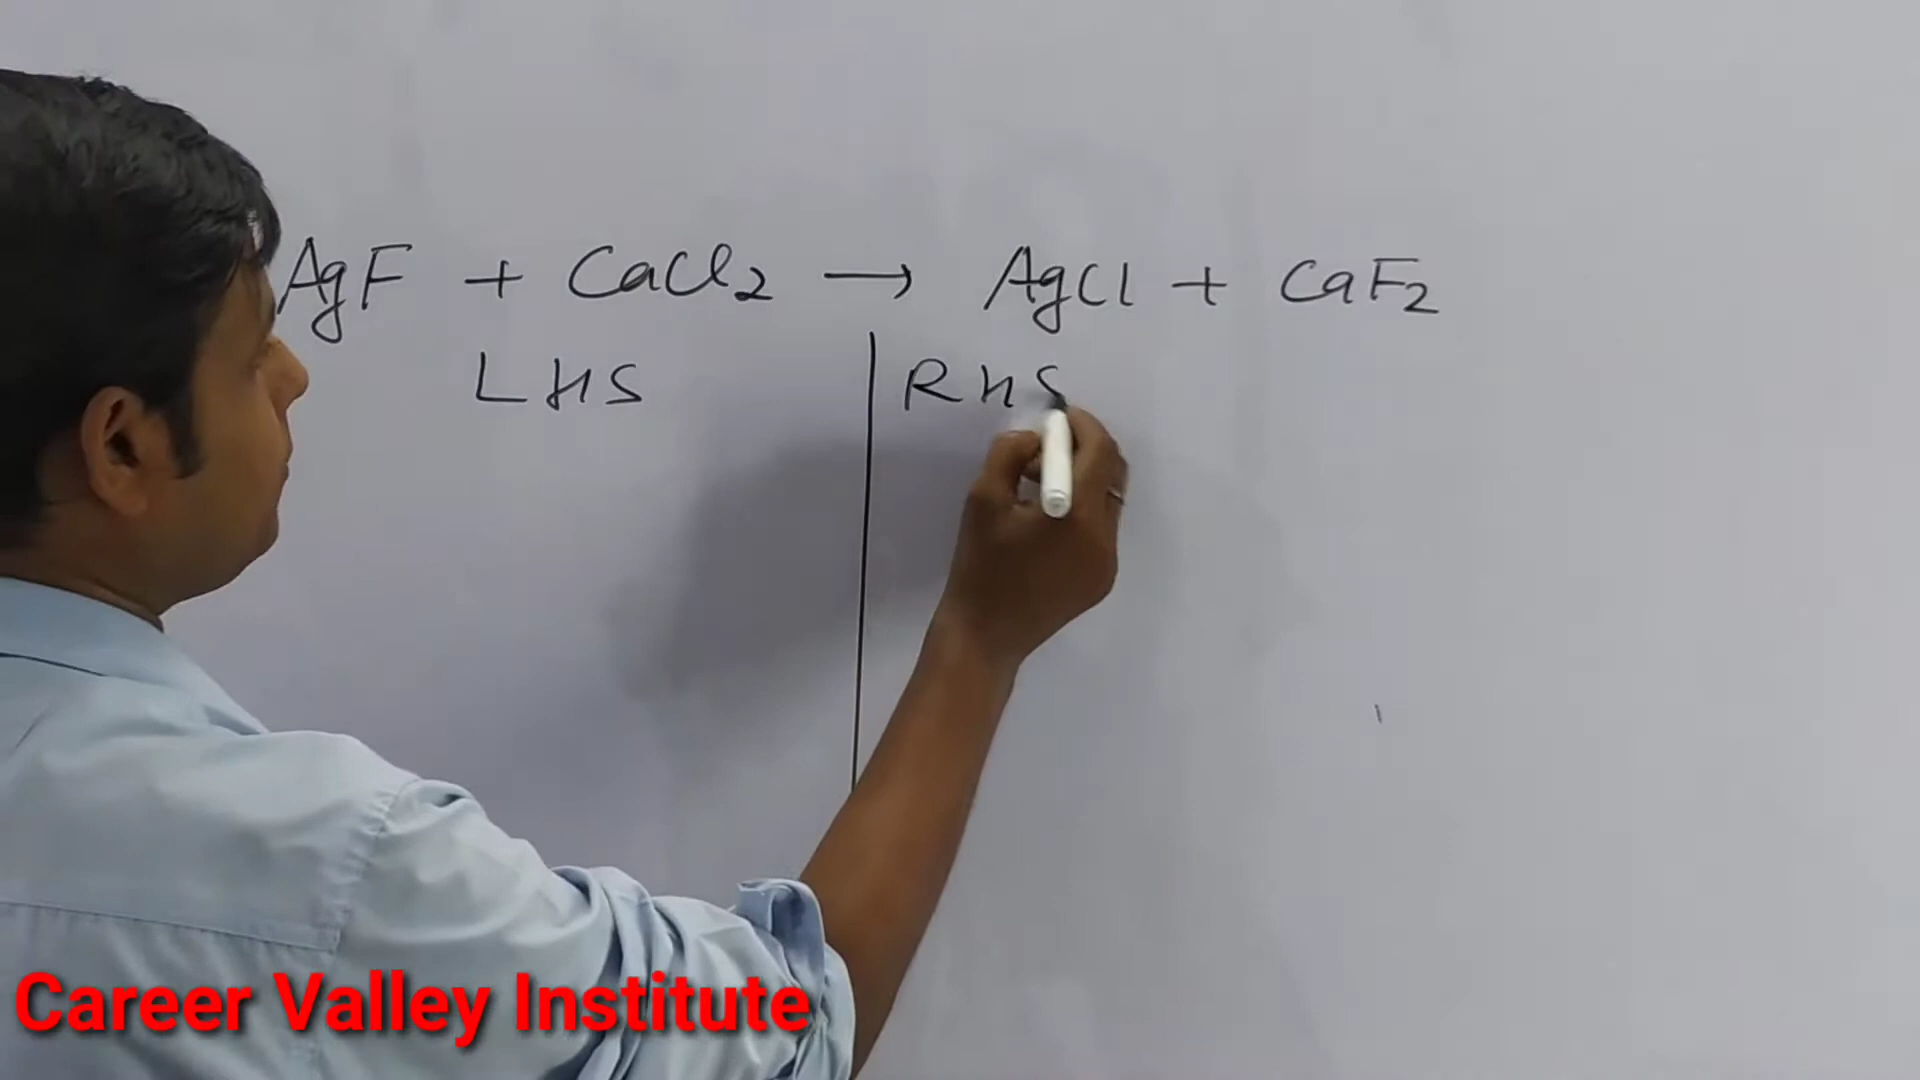 AgF + CaCl2 → AgCl + CaF2
LHS | RHS
Career Valley Institute